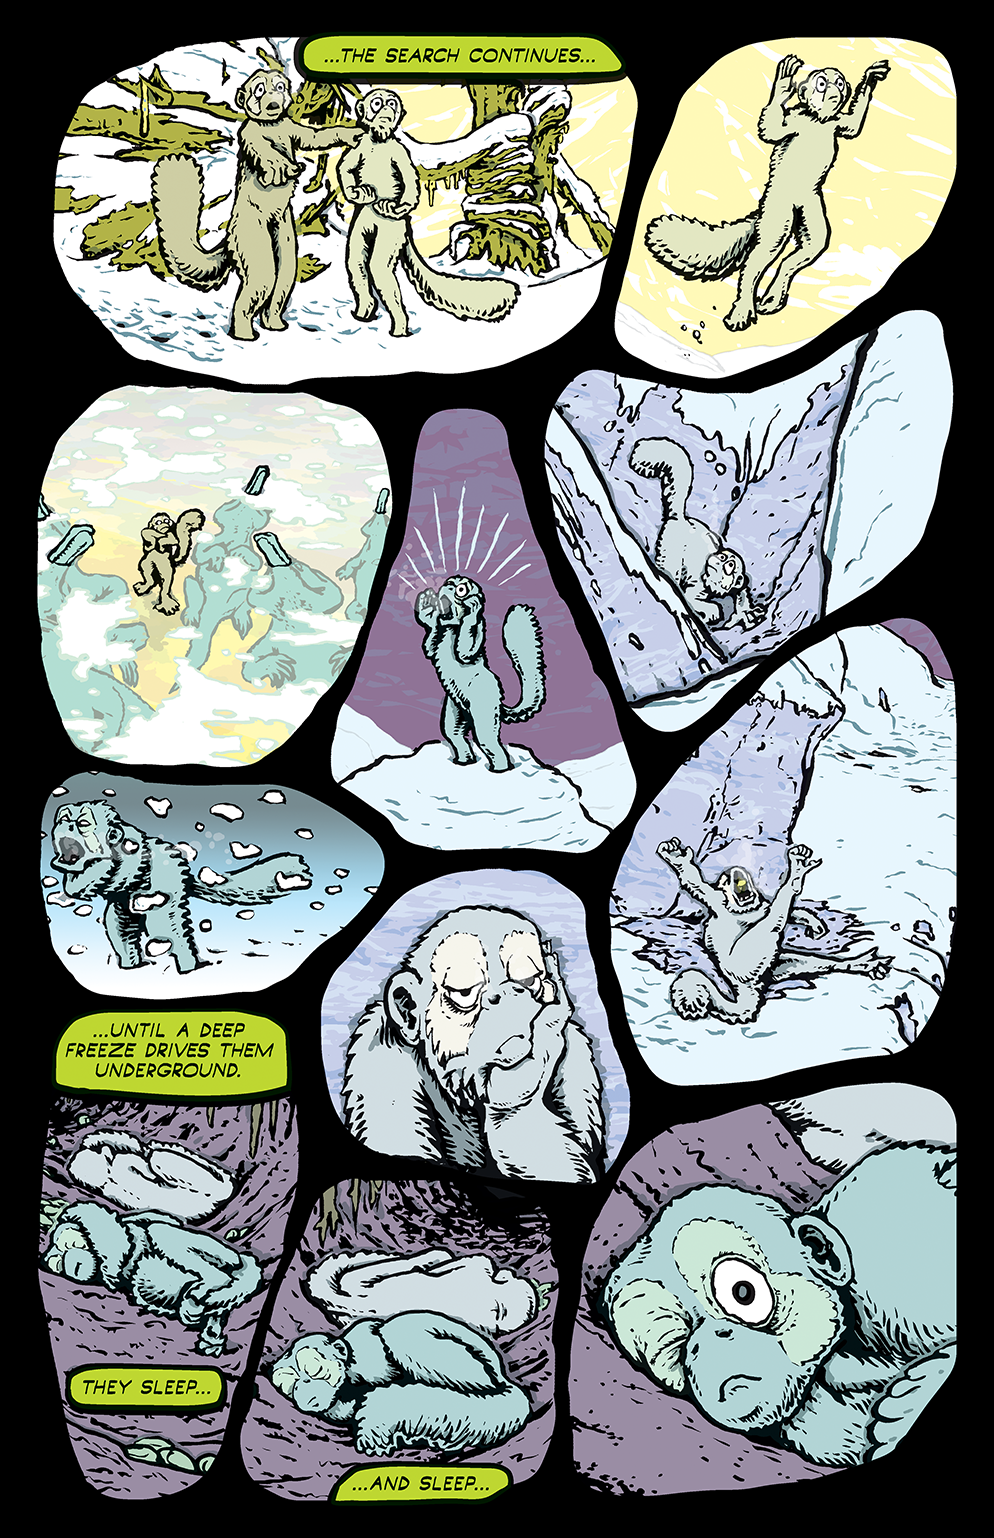 ...THE SEARCH CONTINUES...
...UNTIL A DEEP
FREEZE DRIVES THEM
UNDERGROUND.
THEY SLEEP...
...AND SLEEP...